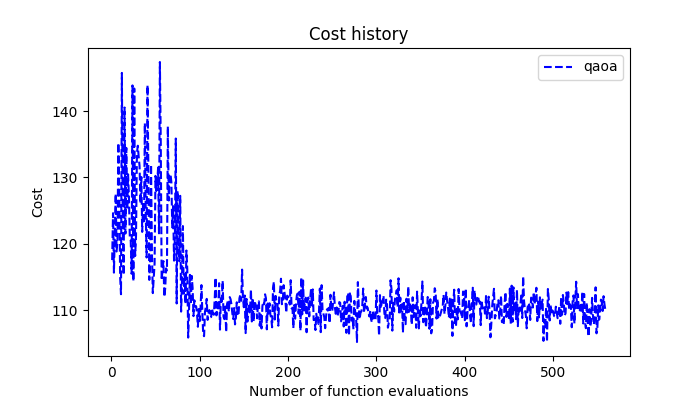 Cost history
qaoa
140
130
120
110
Cost
0 100 200 300 400 500
Number of function evaluations